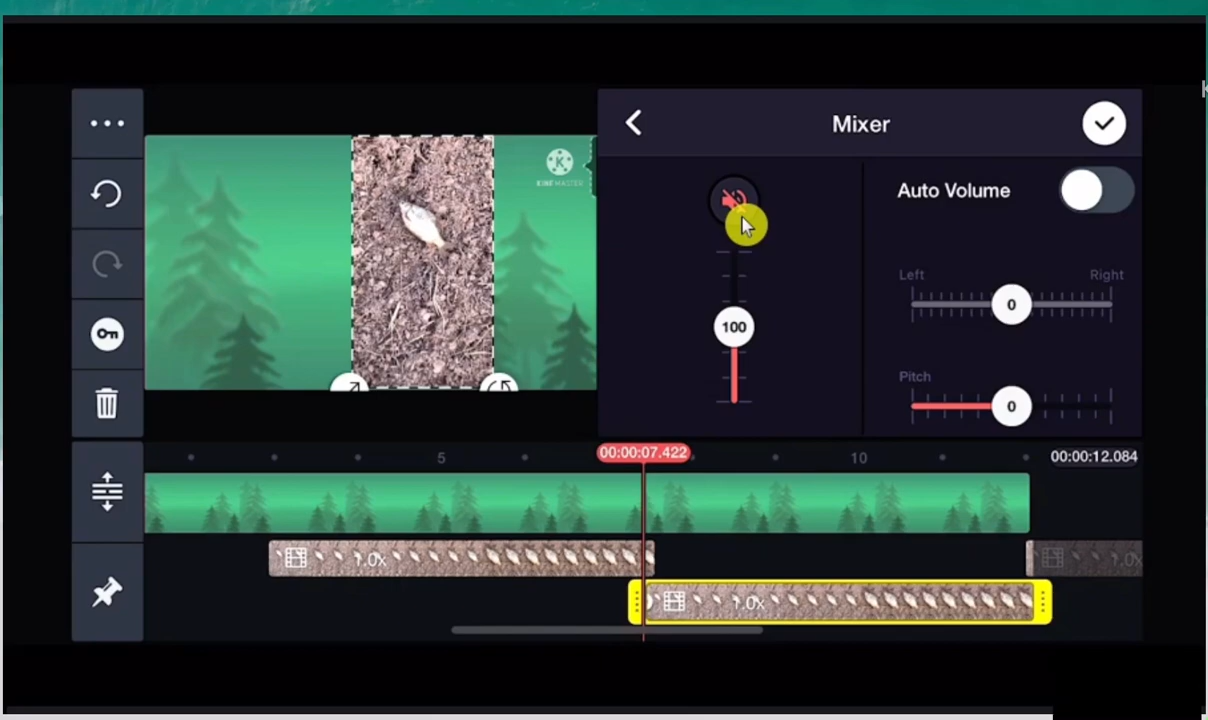 Mixer
KINEMASTER
Auto Volume
Left Right
0
100
Pitch
0
00:00:07.422
5
10
00:00:12.084
1.0x
1.0x
1.0x